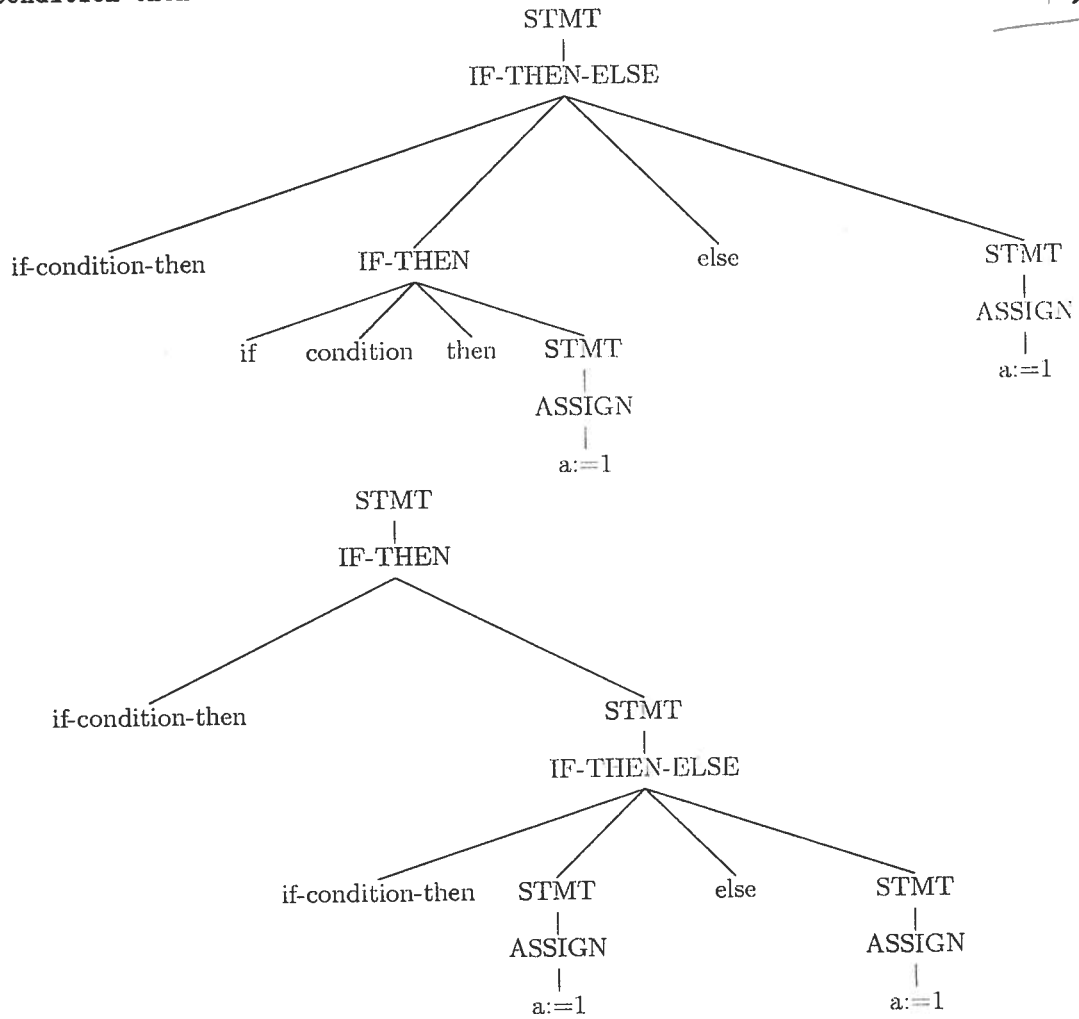 condition then
STMT
IF-THEN-ELSE
if-condition-then IF-THEN else STMT
ASSIGN
if condition then STMT
a:=1
ASSIGN
a:=1
STMT
IF-THEN
if-condition-then STMT
IF-THEN-ELSE
if-condition-then STMT else STMT
ASSIGN ASSIGN
a:=1 a:=1